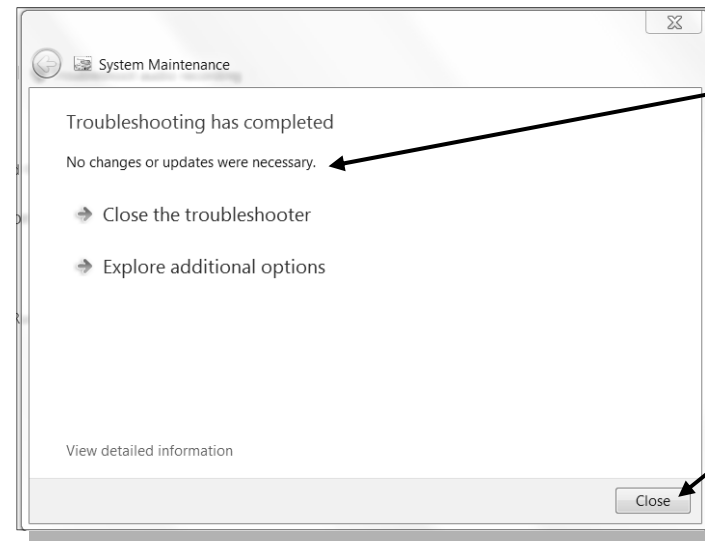 System Maintenance
Troubleshooting has completed
No changes or updates were necessary.
Close the troubleshooter
Explore additional options
View detailed information
Close